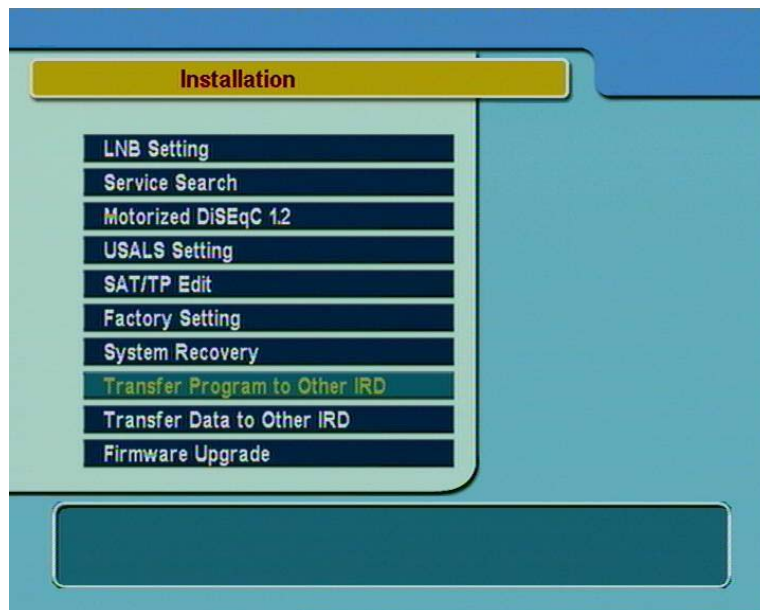 Installation
LNB Setting
Service Search
Motorized DiSEqC 1.2
USALS Setting
SAT/TP Edit
Factory Setting
System Recovery
Transfer Program to Other IRD
Transfer Data to Other IRD
Firmware Upgrade